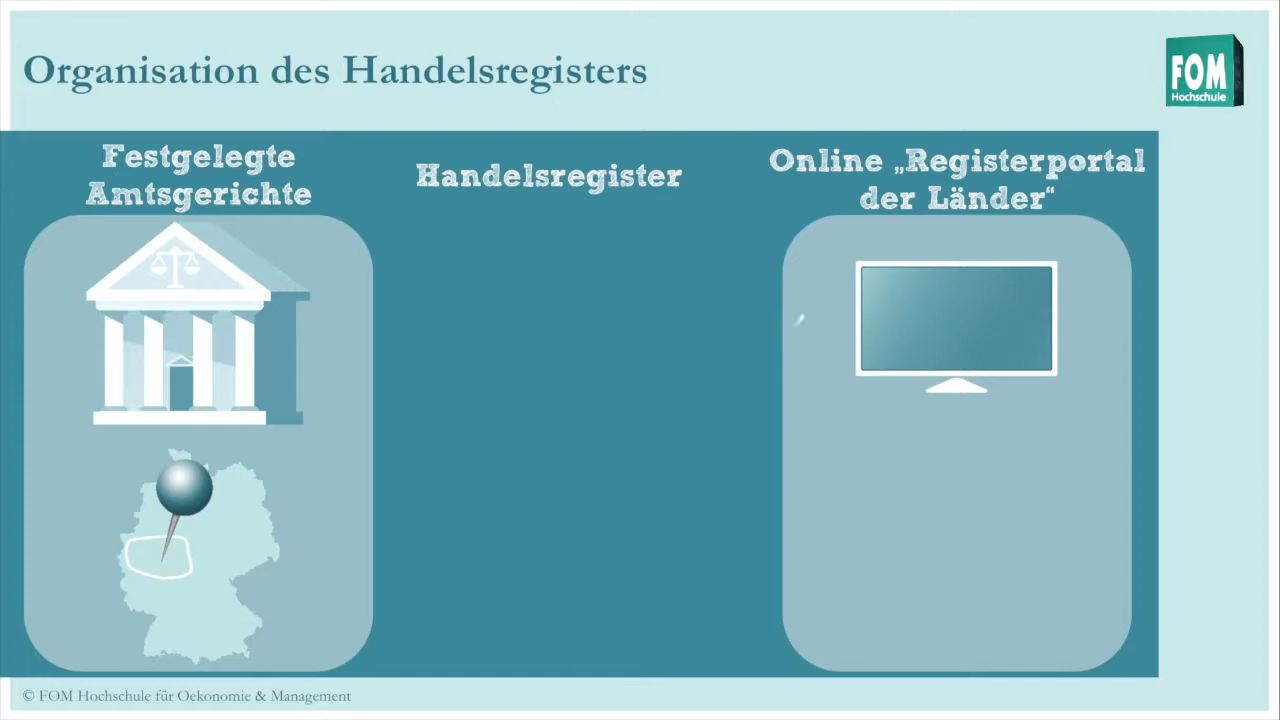 Organisation des Handelsregisters
FOM
Hochschule
Festgelegte
Amtsgerichte
Handelsregister
Online „Registerportal
der Länder“
© FOM Hochschule für Oekonomie & Management